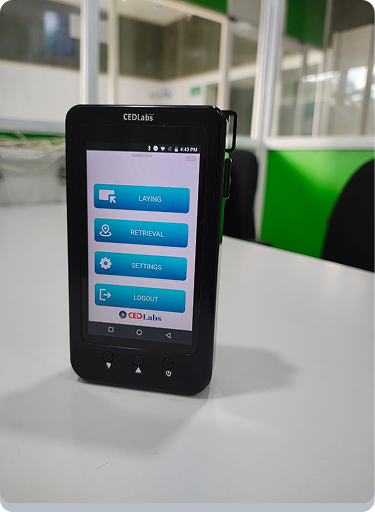 CEDLabs
4:43 PM
LAYING
RETRIEVAL
SETTINGS
LOGOUT
CEDLabs